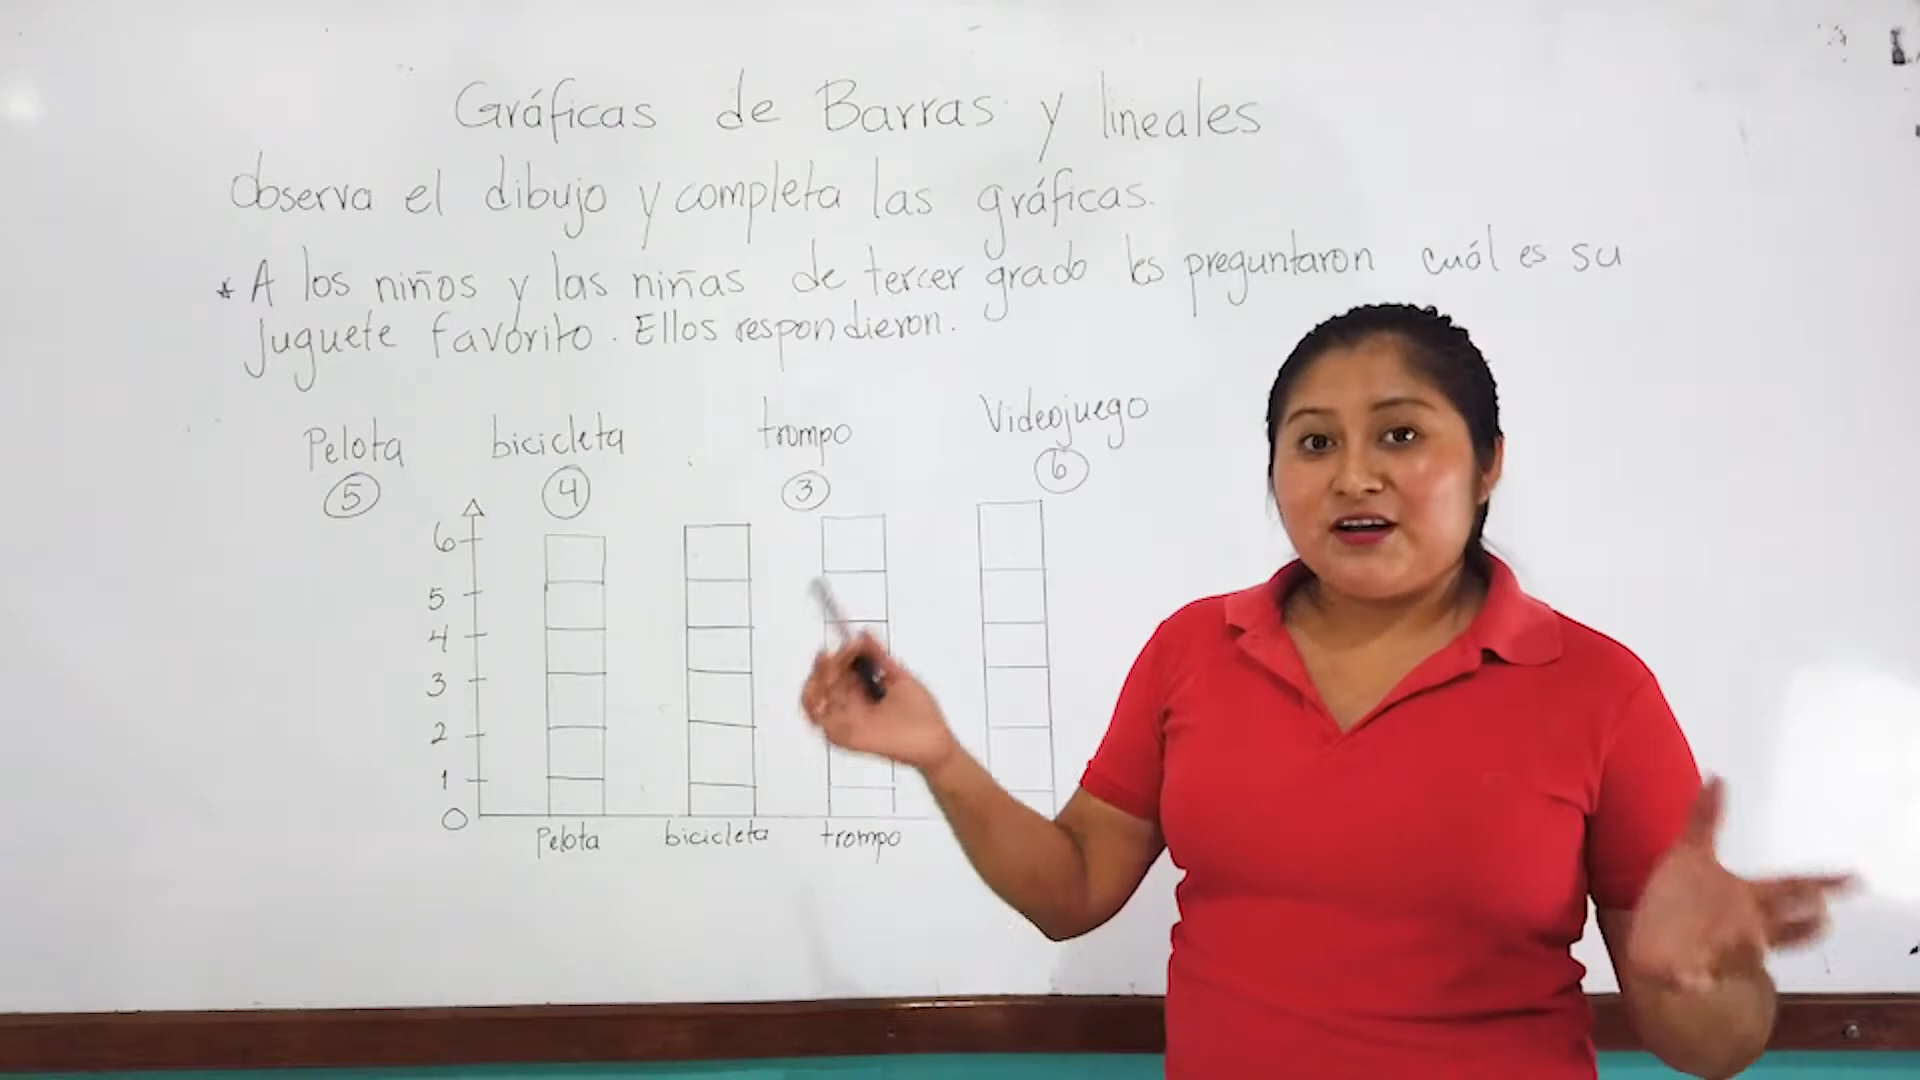 Gráficas de Barras y lineales
Observa el dibujo y completa las gráficas.
* A los niños y las niñas de tercer grado les preguntaron cuál es su
juguete favorito. Ellos respondieron.
Pelota bicicleta trompo Videojuego
5 4 3 6
6
5
4
3
2
1
0
Pelota bicicleta trompo